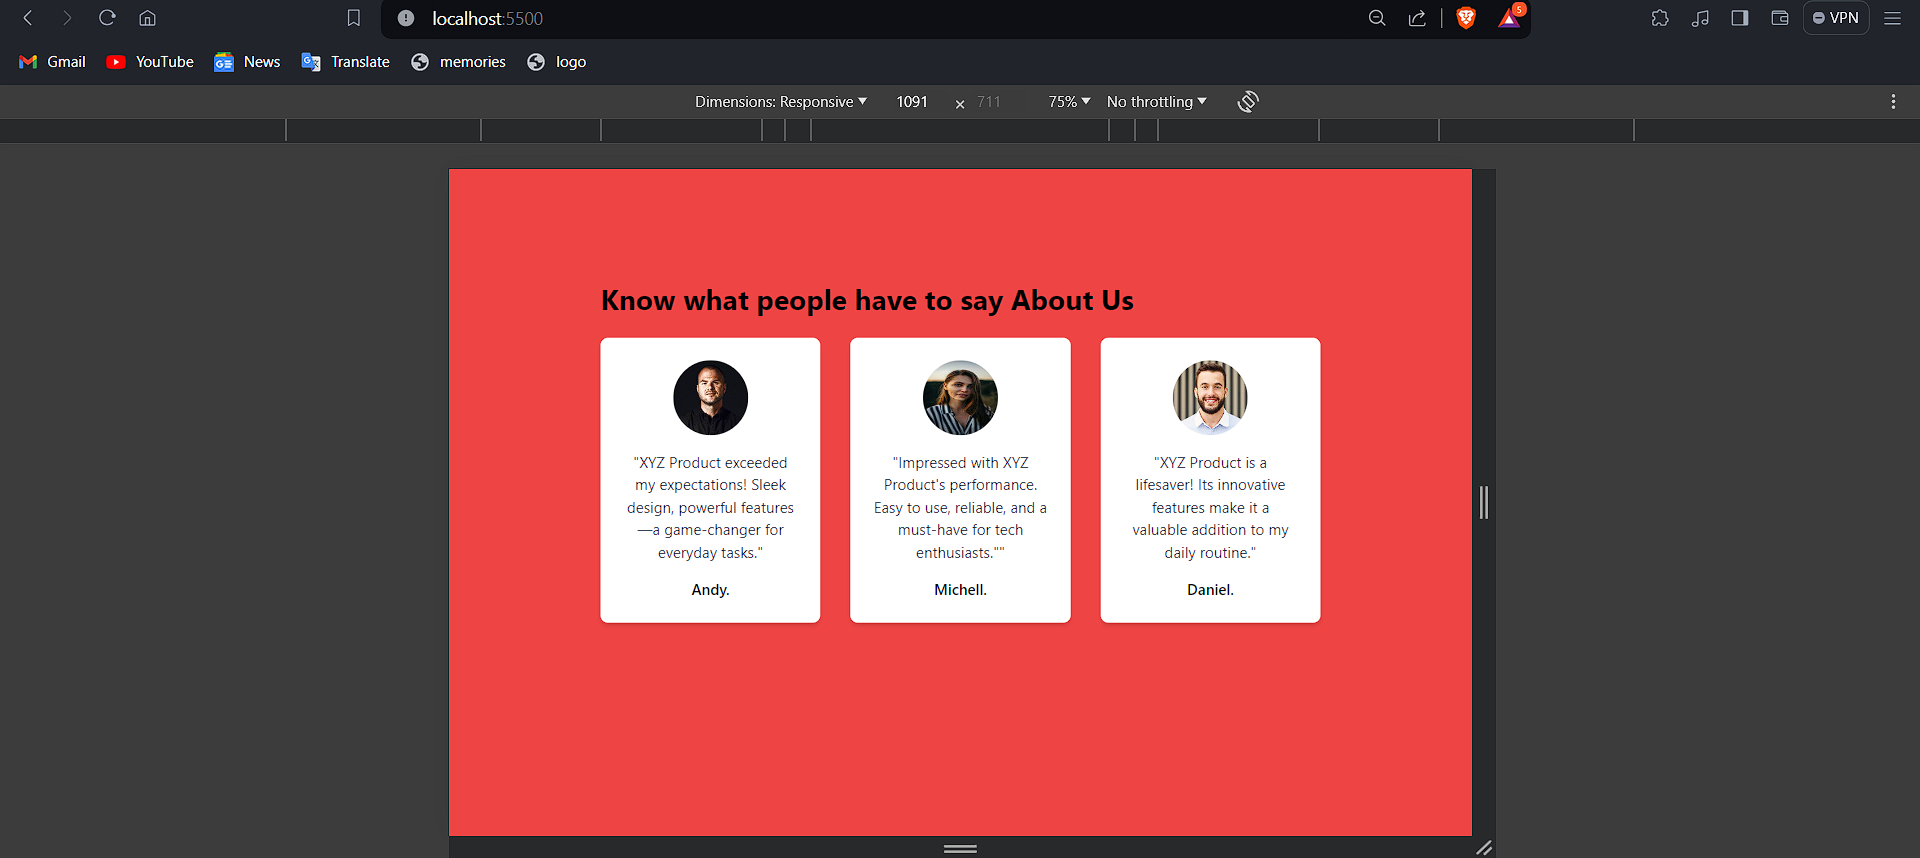 localhost:5500
5
VPN
Gmail YouTube News Translate memories logo
Dimensions: Responsive 1091 × 711 75% No throttling
Know what people have to say About Us
"XYZ Product exceeded
my expectations! Sleek
design, powerful features
—a game-changer for
everyday tasks."
Andy.
"Impressed with XYZ
Product's performance.
Easy to use, reliable, and a
must-have for tech
enthusiasts.""
Michell.
"XYZ Product is a
lifesaver! Its innovative
features make it a
valuable addition to my
daily routine."
Daniel.